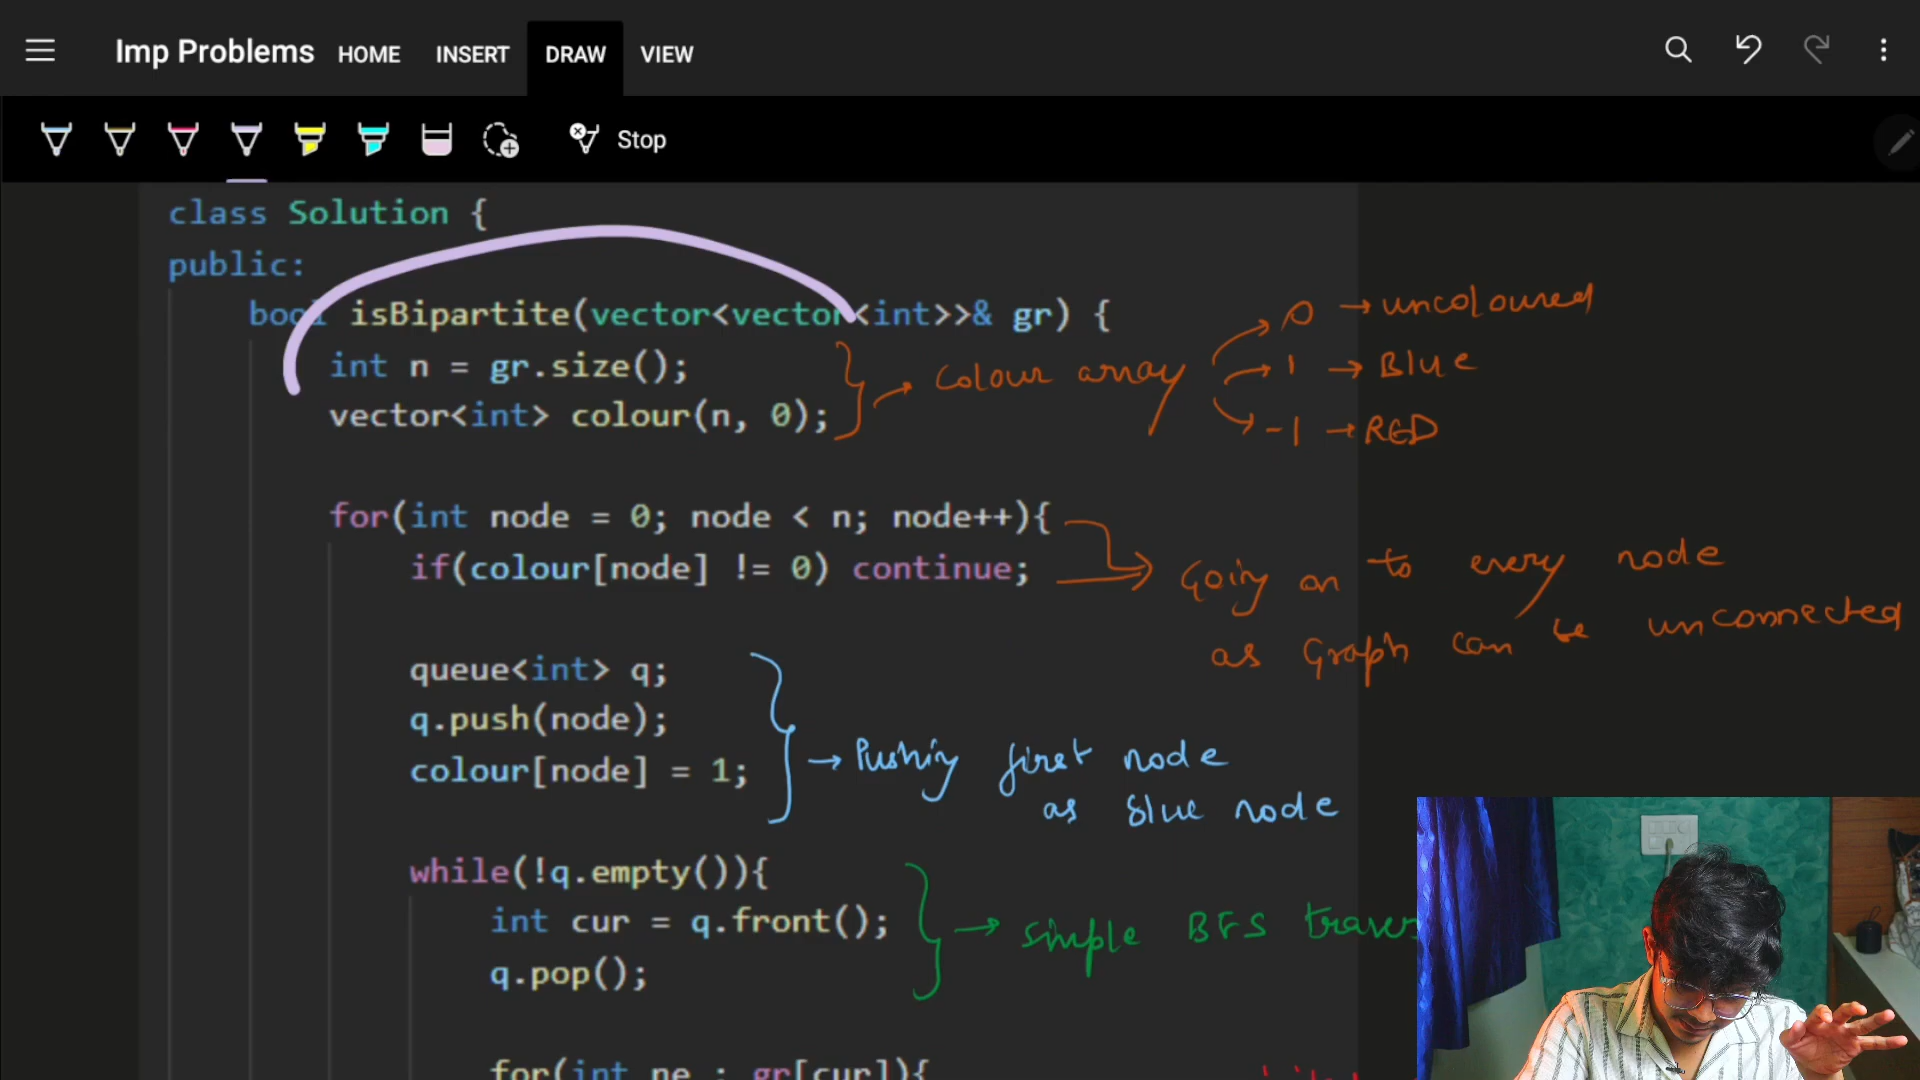 Imp Problems HOME INSERT DRAW VIEW
Stop
class Solution {
public:
bool isBipartite(vector<vector<int>>& gr) {
int n = gr.size();
vector<int> colour(n, 0);
colour array
0 → uncoloured
1 → Blue
-1 → RED
for(int node = 0; node < n; node++){
if(colour[node] != 0) continue;
Going on to every node
as Graph can be unconnected
queue<int> q;
q.push(node);
colour[node] = 1;
→ Pushing first node
as Blue node
while(!q.empty()){
int cur = q.front();
q.pop();
→ simple BFS travers
for(int ne : gr[cur]){